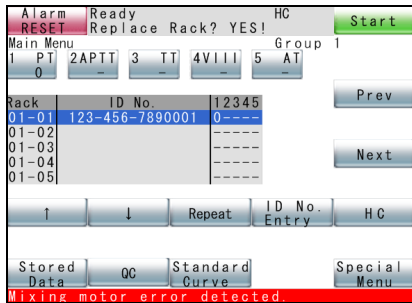 Alarm RESET Ready HC Start
Replace Rack? YES!
Main Menu Group 1
1 PT 2APTT 3 TT 4VIII 5 AT
0 – – – –
Prev
Rack ID No. 12345
01-01 123-456-7890001 0----
01-02 -----
01-03 -----
01-04 -----
01-05 -----
Next
↑ ↓ Repeat ID No. Entry HC
Stored Data QC Standard Curve Special Menu
Mixing motor error detected.